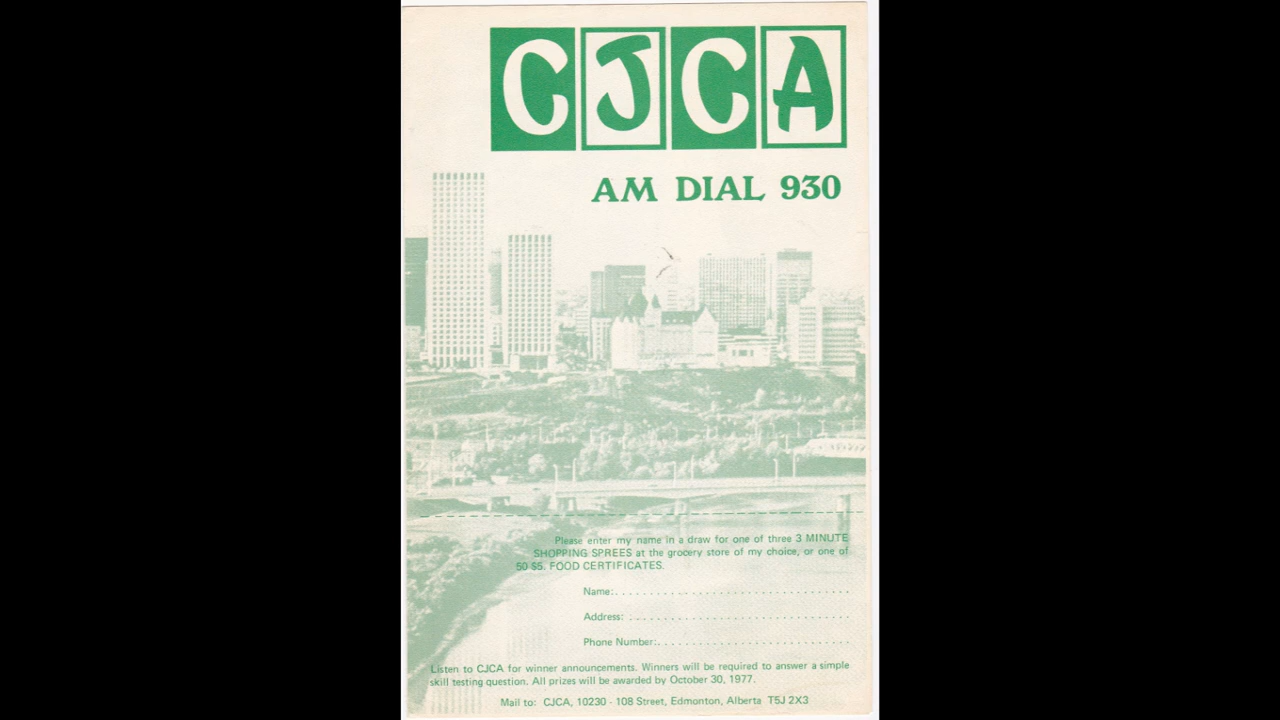 CJCA
AM DIAL 930
Please enter my name in a draw for one of three 3 MINUTE
SHOPPING SPREES at the grocery store of my choice, or one of
50 $5. FOOD CERTIFICATES.
Name:
Address:
Phone Number:
Listen to CJCA for winner announcements. Winners will be required to answer a simple
skill testing question. All prizes will be awarded by October 30, 1977.
Mail to: CJCA, 10230 - 108 Street, Edmonton, Alberta T5J 2X3